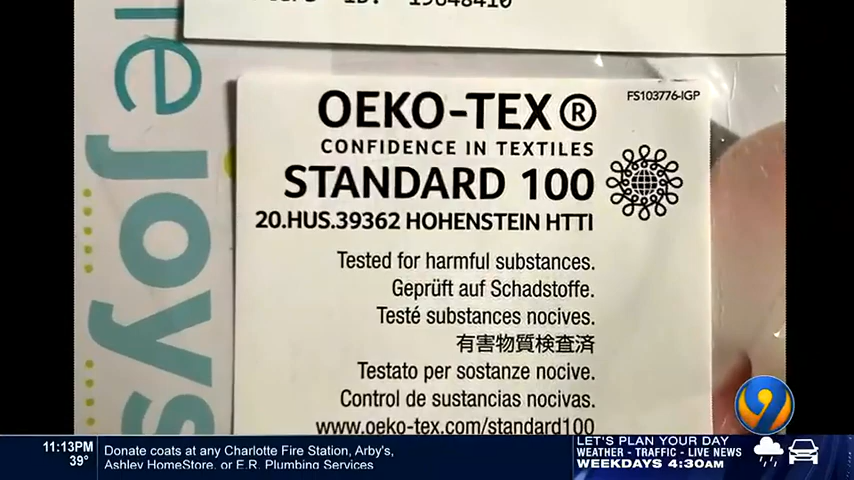 19648410
OEKO-TEX®
FS103776-IGP
CONFIDENCE IN TEXTILES
STANDARD 100
20.HUS.39362 HOHENSTEIN HTTI
Tested for harmful substances.
Geprüft auf Schadstoffe.
Testé substances nocives.
有害物質検査済
Testato per sostanze nocive.
Control de sustancias nocivas.
www.oeko-tex.com/standard100
e Joys
9
11:13PM
39°
Donate coats at any Charlotte Fire Station, Arby's,
Ashley HomeStore, or E.R. Plumbing Services
LET'S PLAN YOUR DAY
WEATHER - TRAFFIC - LIVE NEWS
WEEKDAYS 4:30AM